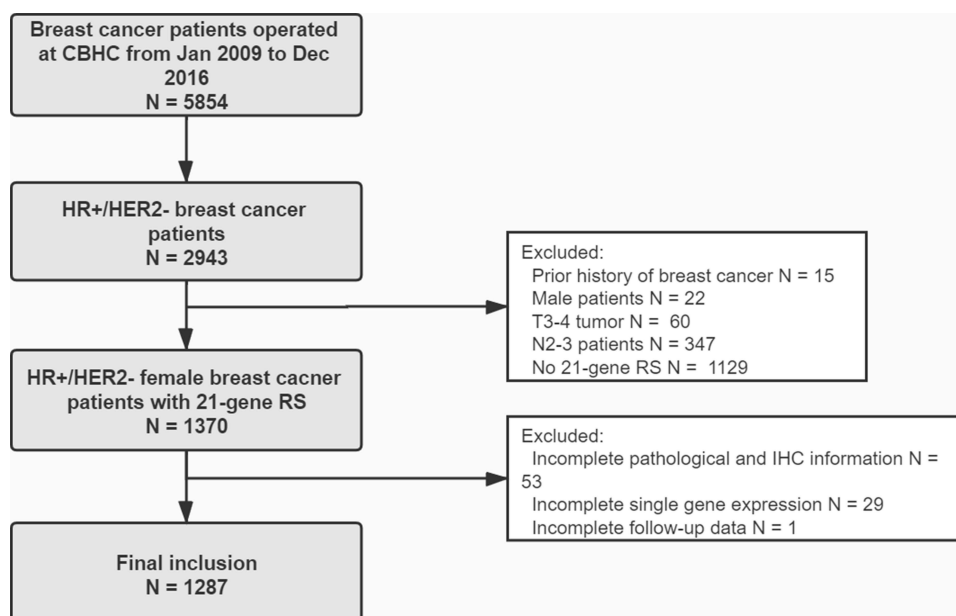 Breast cancer patients operated
at CBHC from Jan 2009 to Dec
2016
N = 5854
HR+/HER2- breast cancer
patients
N = 2943
Excluded:
Prior history of breast cancer N = 15
Male patients N = 22
T3-4 tumor N =  60
N2-3 patients N = 347
No 21-gene RS N =  1129
HR+/HER2- female breast cacner
patients with 21-gene RS
N = 1370
Excluded:
Incomplete pathological and IHC information N =
53
Incomplete single gene expression N = 29
Incomplete follow-up data N = 1
Final inclusion
N = 1287